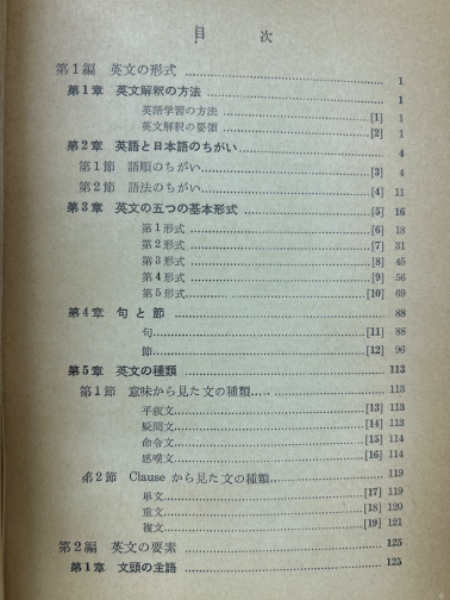 目次
第1編 英文の形式 ........ 1
第1章 英文解釈の方法 ........ 1
英語学習の方法 ........ [1] 1
英文解釈の要領 ........ [2] 1
第2章 英語と日本語のちがい ........ 4
第1節 語順のちがい ........ [3] 4
第2節 語法のちがい ........ [4] 11
第3章 英文の五つの基本形式 ........ [5] 16
第1形式 ........ [6] 18
第2形式 ........ [7] 31
第3形式 ........ [8] 45
第4形式 ........ [9] 56
第5形式 ........ [10] 69
第4章 句と節 ........ 88
句 ........ [11] 88
節 ........ [12] 96
第5章 英文の種類 ........ 113
第1節 意味から見た文の種類 ........ 113
平叙文 ........ [13] 113
疑問文 ........ [14] 113
命令文 ........ [15] 114
感嘆文 ........ [16] 114
第2節 Clause から見た文の種類 ........ 119
単文 ........ [17] 119
重文 ........ [18] 120
複文 ........ [19] 121
第2編 英文の要素 ........ 125
第1章 文頭の主語 ........ 125